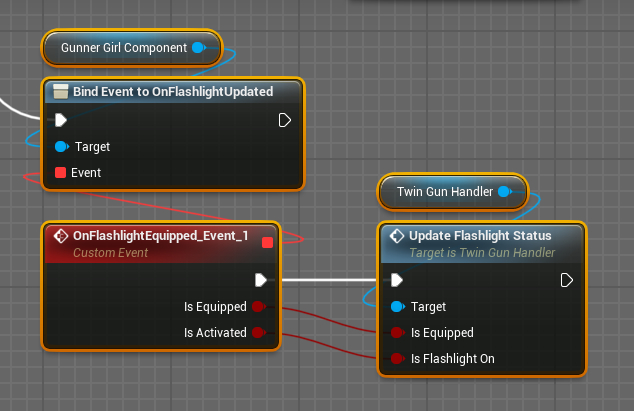 Gunner Girl Component
Bind Event to OnFlashlightUpdated
Target
Event
Twin Gun Handler
OnFlashlightEquipped_Event_1
Custom Event
Is Equipped
Is Activated
Update Flashlight Status
Target is Twin Gun Handler
Target
Is Equipped
Is Flashlight On